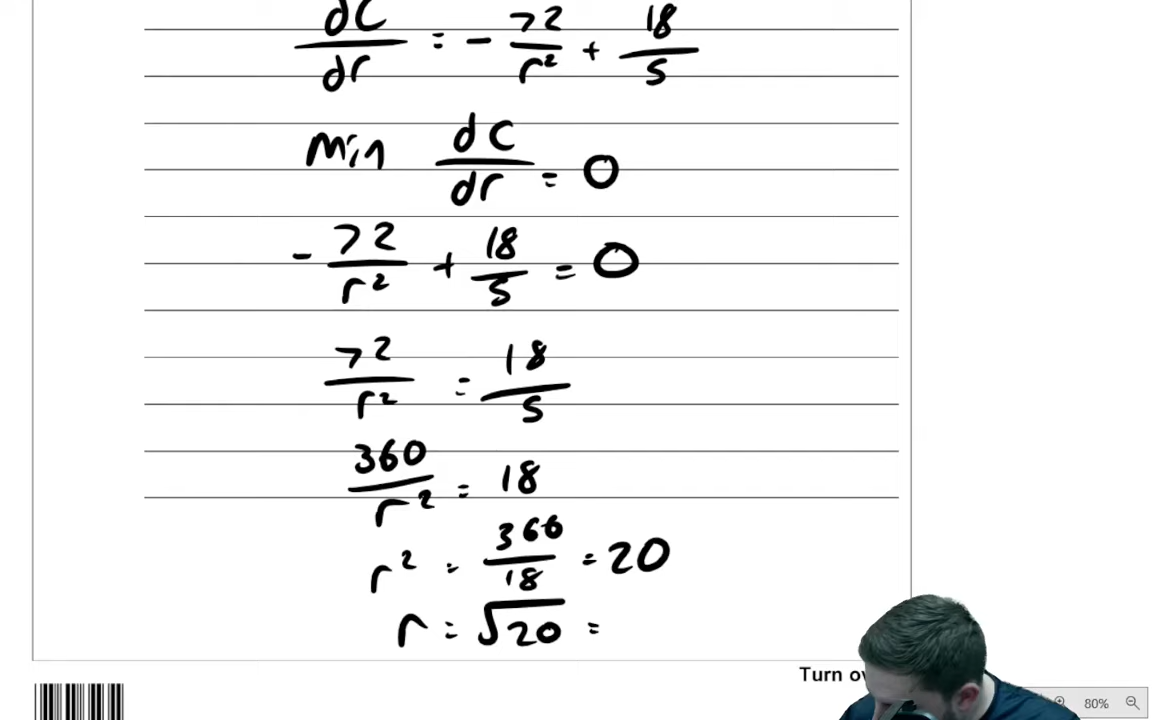 dC/dr = - 72/r² + 18/5
Min dC/dr = 0
- 72/r² + 18/5 = 0
72/r² = 18/5
360/r² = 18
r² = 360/18 = 20
r = √20 =
Turn ov
80%